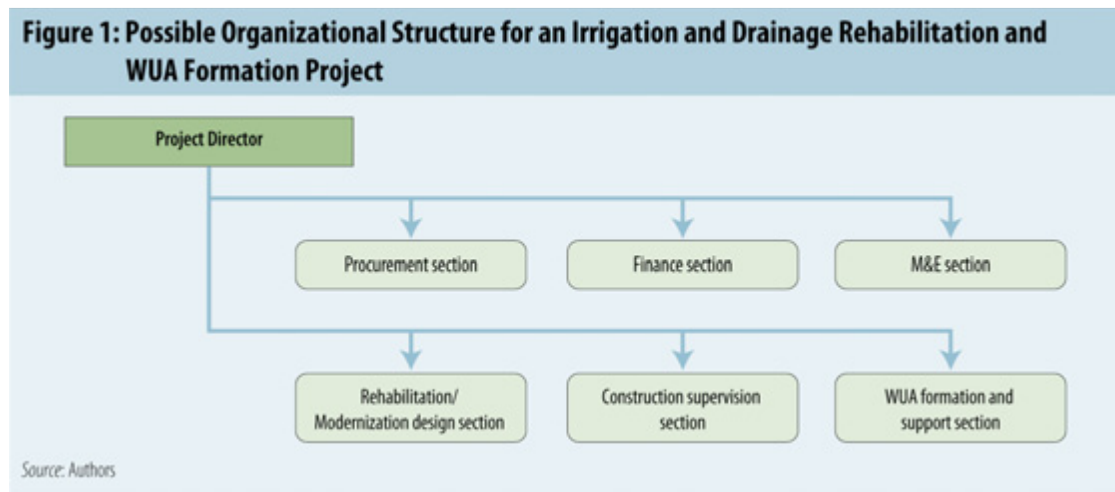 Figure 1: Possible Organizational Structure for an Irrigation and Drainage Rehabilitation and
WUA Formation Project
Project Director
Procurement section
Finance section
M&E section
Rehabilitation/
Modernization design section
Construction supervision
section
WUA formation and
support section
Source: Authors